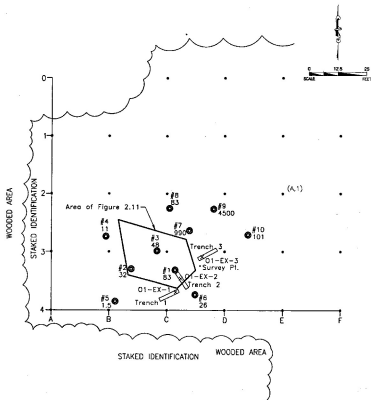 0 12.5 25
SCALE FEET
0
1
2
3
4
A B C D E F
WOODED AREA
STAKED IDENTIFICATION
STAKED IDENTIFICATION WOODED AREA
(A,1)
Area of Figure 2.11
#8
83
#9
4500
#4
11
#7
990
#10
101
#3
48
Trench 3
01-EX-3
*Survey Pt.
#2
32
#1
83
01-EX-2
Trench 2
01-EX-1
Trench 1
#5
1.5
#6
26